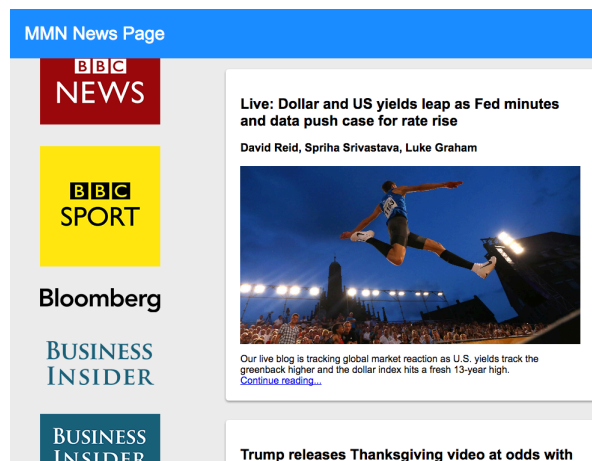 MMN News Page
BBC
NEWS
BBC
SPORT
Bloomberg
BUSINESS
INSIDER
BUSINESS
INSIDER
Live: Dollar and US yields leap as Fed minutes
and data push case for rate rise
David Reid, Spriha Srivastava, Luke Graham
Our live blog is tracking global market reaction as U.S. yields track the
greenback higher and the dollar index hits a fresh 13-year high.
Continue reading...
Trump releases Thanksgiving video at odds with